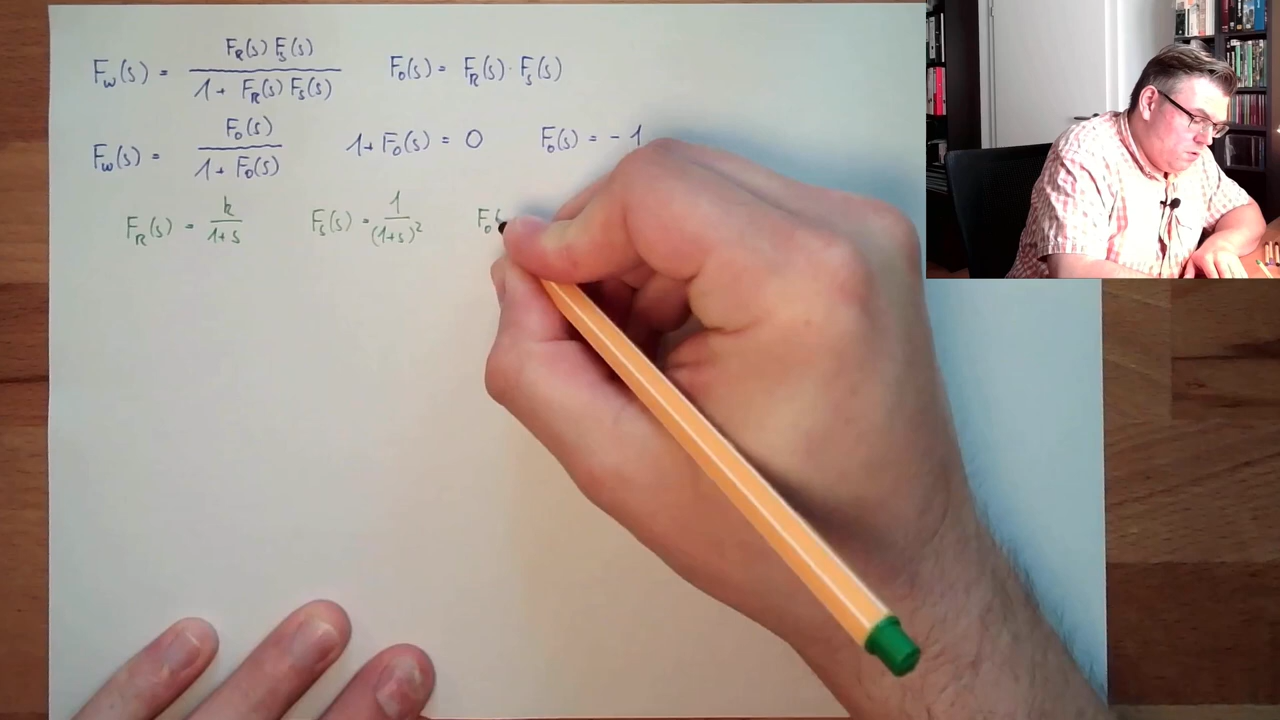 F_W(s) = F_R(s) F_S(s) / (1 + F_R(s) F_S(s))   F_0(s) = F_R(s) · F_S(s)
F_W(s) = F_0(s) / (1 + F_0(s))   1 + F_0(s) = 0   F_0(s) = -1
F_R(s) = k / (1+s)   F_S(s) = 1 / (1+s)²   F_0(